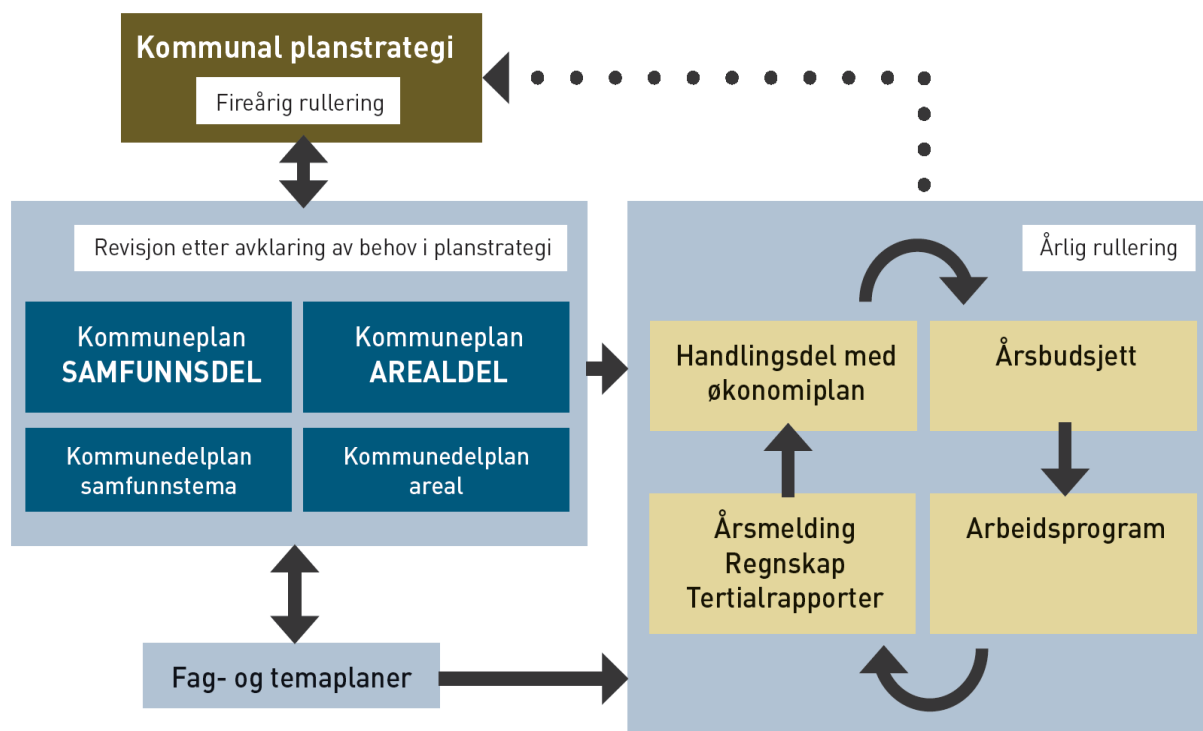 Kommunal planstrategi
Fireårig rullering
Revisjon etter avklaring av behov i planstrategi
Kommuneplan
SAMFUNNSDEL
Kommuneplan
AREALDEL
Kommunedelplan
samfunnstema
Kommunedelplan
areal
Fag- og temaplaner
Årlig rullering
Handlingsdel med
økonomiplan
Årsbudsjett
Årsmelding
Regnskap
Tertialrapporter
Arbeidsprogram